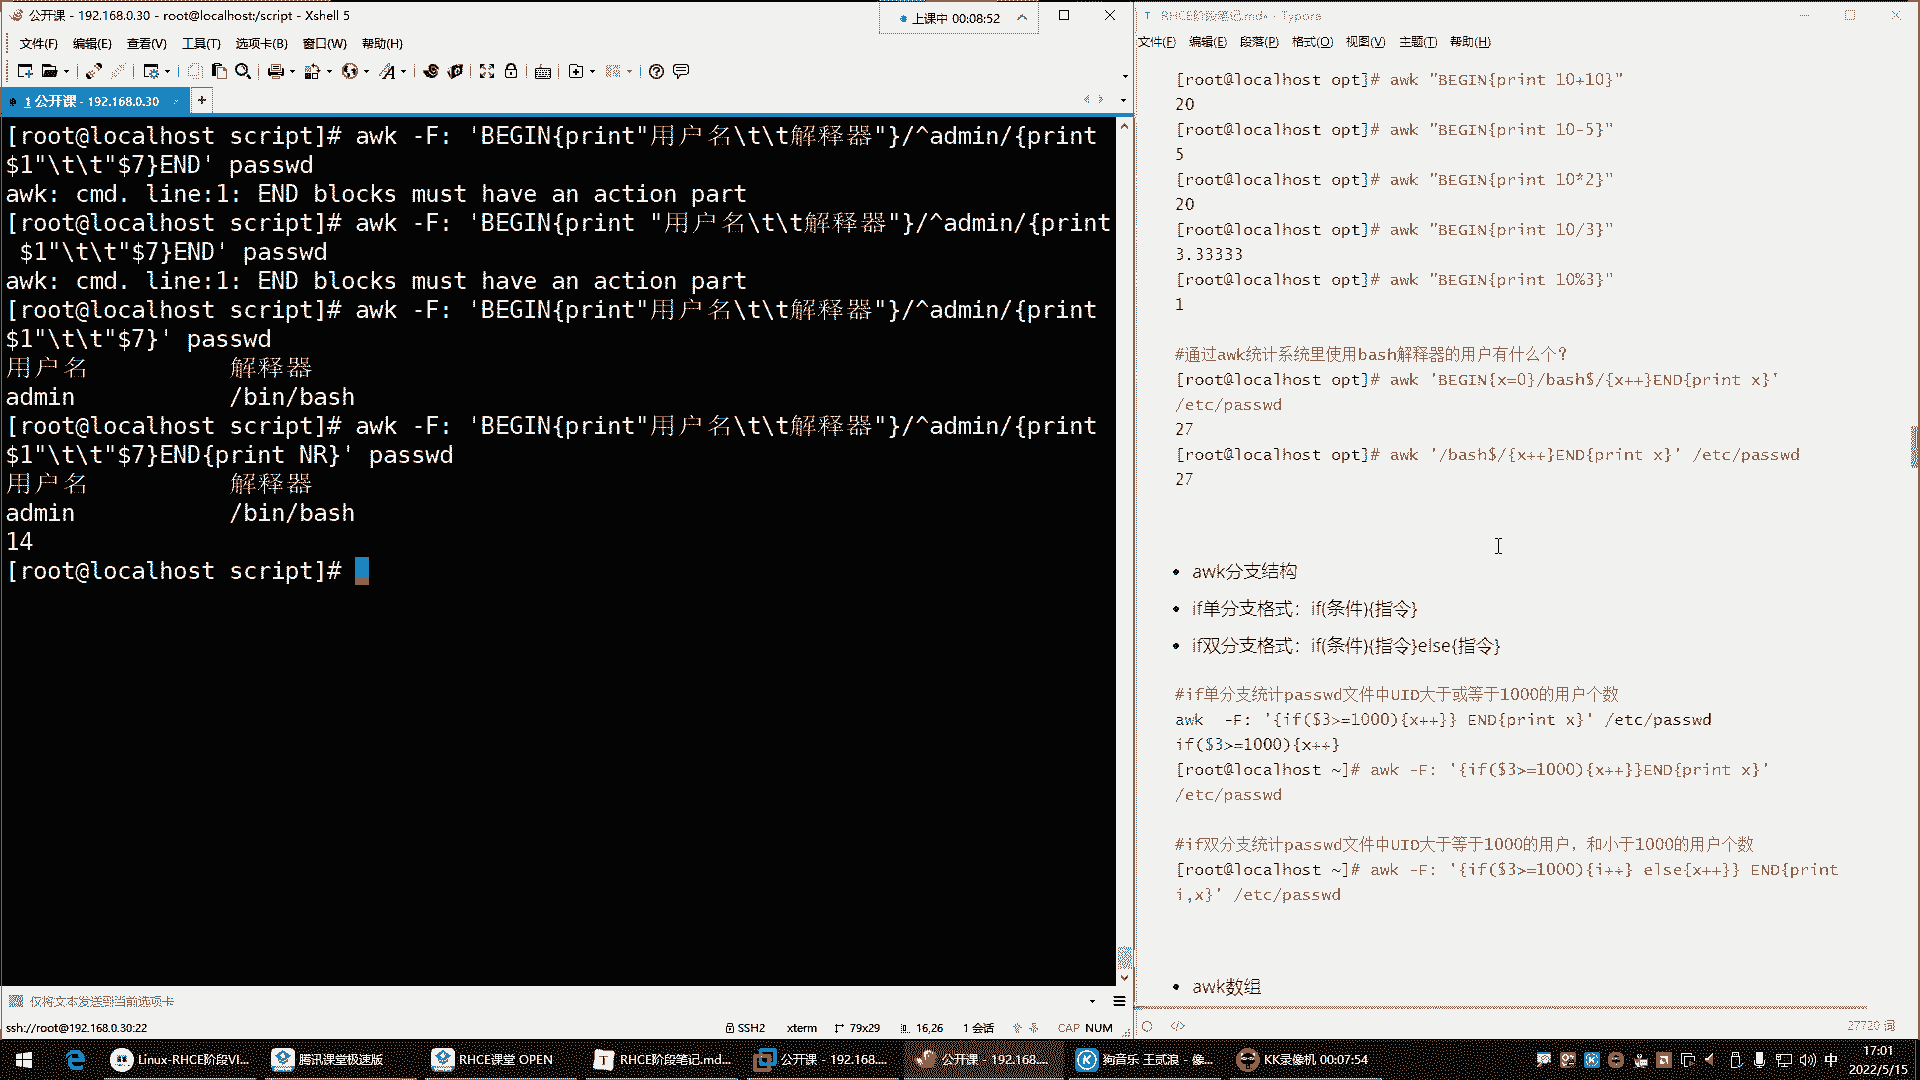 公开课 - 192.168.0.30 - root@localhost:/script - Xshell 5
上课中 00:08:52
文件(F) 编辑(E) 查看(V) 工具(T) 选项卡(B) 窗口(W) 帮助(H)
1 公开课 - 192.168.0.30
[root@localhost script]# awk -F: 'BEGIN{print"用户名\t\t解释器"}/^admin/{print
$1"\t\t"$7}END' passwd
awk: cmd. line:1: END blocks must have an action part
[root@localhost script]# awk -F: 'BEGIN{print "用户名\t\t解释器"}/^admin/{print
 $1"\t\t"$7}END' passwd
awk: cmd. line:1: END blocks must have an action part
[root@localhost script]# awk -F: 'BEGIN{print"用户名\t\t解释器"}/^admin/{print
$1"\t\t"$7}' passwd
用户名 解释器
admin /bin/bash
[root@localhost script]# awk -F: 'BEGIN{print"用户名\t\t解释器"}/^admin/{print
$1"\t\t"$7}END{print NR}' passwd
用户名 解释器
admin /bin/bash
14
[root@localhost script]#
仅将文本发送到当前选项卡
ssh://root@192.168.0.30:22 SSH2 xterm 79x29 16,26 1 会话 CAP NUM
RHCE阶段笔记.md• - Typora
文件(F) 编辑(E) 段落(P) 格式(O) 视图(V) 主题(T) 帮助(H)
[root@localhost opt]# awk "BEGIN{print 10+10}"
20
[root@localhost opt]# awk "BEGIN{print 10-5}"
5
[root@localhost opt]# awk "BEGIN{print 10*2}"
20
[root@localhost opt]# awk "BEGIN{print 10/3}"
3.33333
[root@localhost opt]# awk "BEGIN{print 10%3}"
1
#通过awk统计系统里使用bash解释器的用户有什么个?
[root@localhost opt]# awk 'BEGIN{x=0}/bash$/{x++}END{print x}'
/etc/passwd
27
[root@localhost opt]# awk '/bash$/{x++}END{print x}' /etc/passwd
27
• awk分支结构
• if单分支格式：if(条件){指令}
• if双分支格式：if(条件){指令}else{指令}
#if单分支统计passwd文件中UID大于或等于1000的用户个数
awk  -F: '{if($3>=1000){x++}} END{print x}' /etc/passwd
if($3>=1000){x++}
[root@localhost ~]# awk -F: '{if($3>=1000){x++}}END{print x}'
/etc/passwd
#if双分支统计passwd文件中UID大于等于1000的用户，和小于1000的用户个数
[root@localhost ~]# awk -F: '{if($3>=1000){i++} else{x++}} END{print
i,x}' /etc/passwd
• awk数组
27720 词
Linux-RHCE阶段VI... 腾讯课堂极速版 RHCE课堂 OPEN RHCE阶段笔记.md... 公开课 - 192.168.... 公开课 - 192.168.... 狗音乐 王贰浪 - 像... KK录像机 00:07:54
中
17:01
2022/5/15